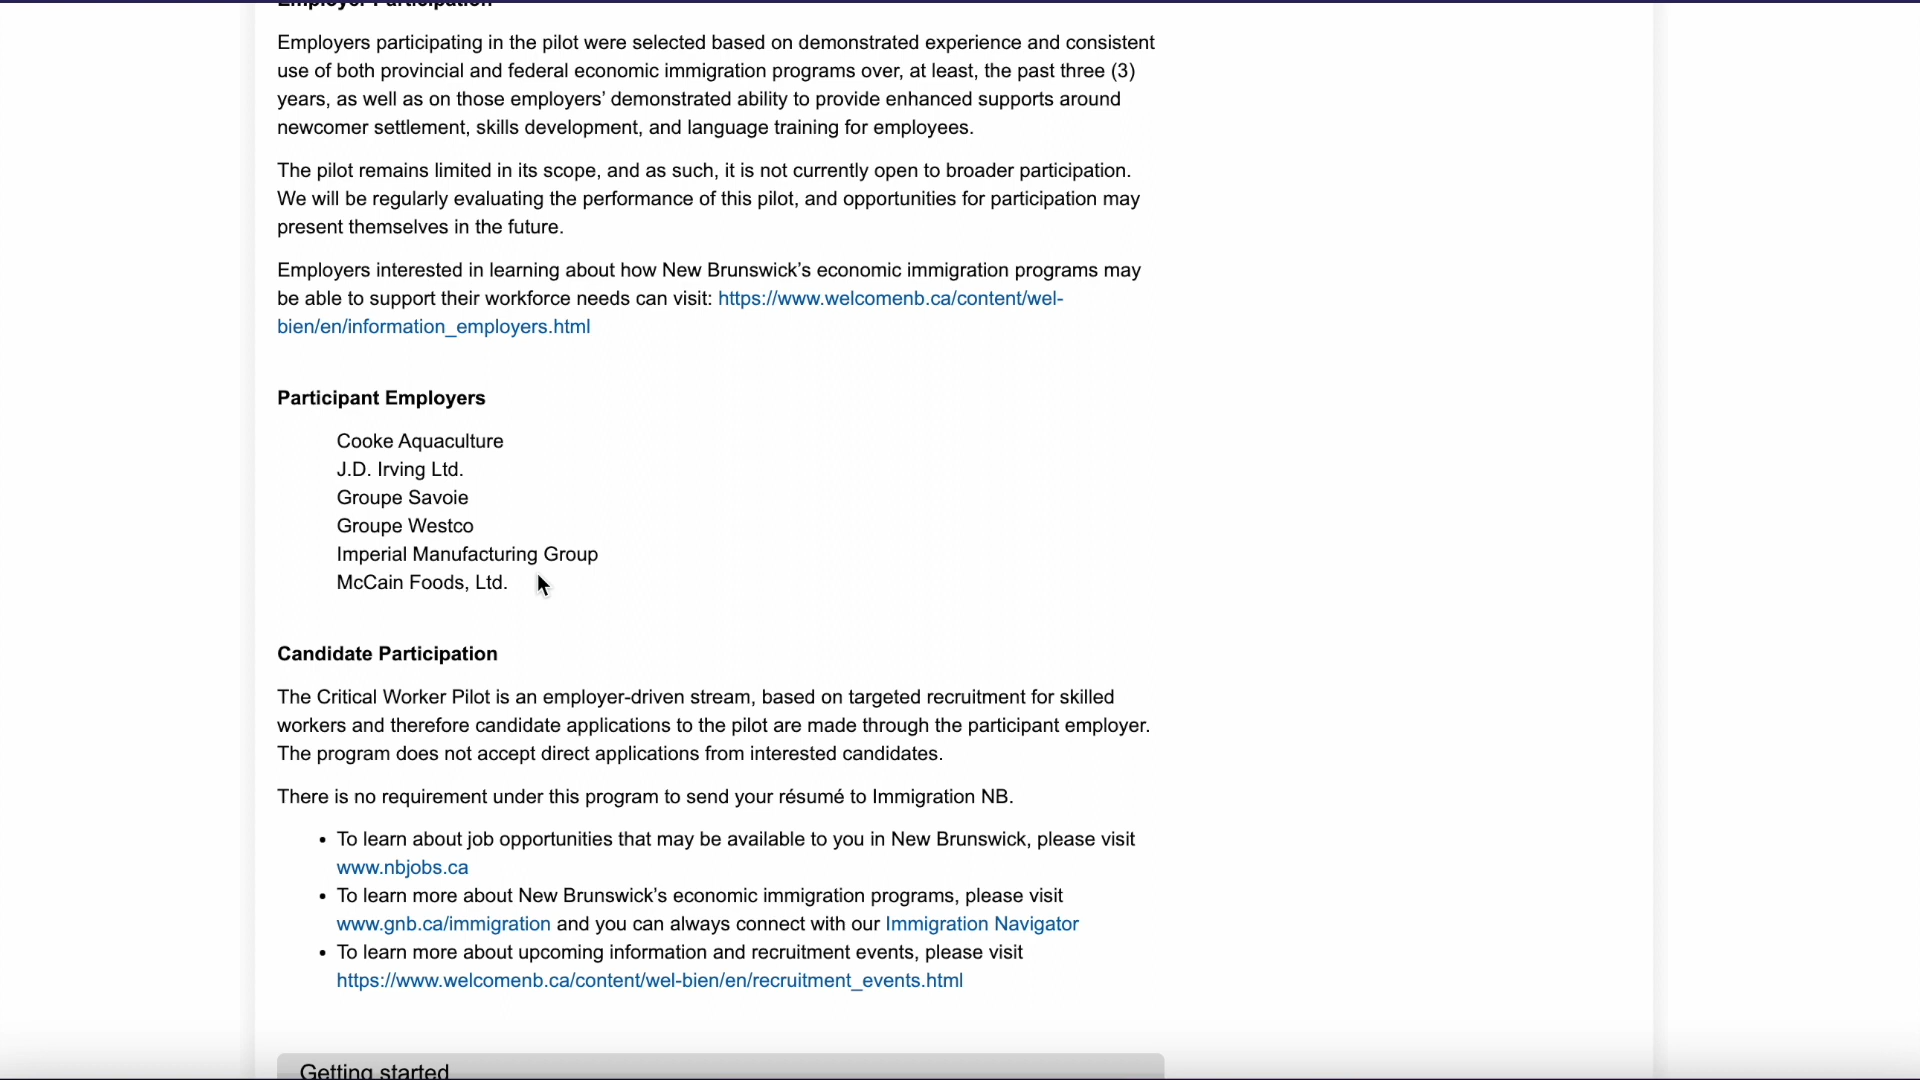 Employer Participation
Employers participating in the pilot were selected based on demonstrated experience and consistent
use of both provincial and federal economic immigration programs over, at least, the past three (3)
years, as well as on those employers’ demonstrated ability to provide enhanced supports around
newcomer settlement, skills development, and language training for employees.
The pilot remains limited in its scope, and as such, it is not currently open to broader participation.
We will be regularly evaluating the performance of this pilot, and opportunities for participation may
present themselves in the future.
Employers interested in learning about how New Brunswick’s economic immigration programs may
be able to support their workforce needs can visit: https://www.welcomenb.ca/content/wel-
bien/en/information_employers.html
Participant Employers
Cooke Aquaculture
J.D. Irving Ltd.
Groupe Savoie
Groupe Westco
Imperial Manufacturing Group
McCain Foods, Ltd.
Candidate Participation
The Critical Worker Pilot is an employer-driven stream, based on targeted recruitment for skilled
workers and therefore candidate applications to the pilot are made through the participant employer.
The program does not accept direct applications from interested candidates.
There is no requirement under this program to send your résumé to Immigration NB.
• To learn about job opportunities that may be available to you in New Brunswick, please visit
www.nbjobs.ca
• To learn more about New Brunswick’s economic immigration programs, please visit
www.gnb.ca/immigration and you can always connect with our Immigration Navigator
• To learn more about upcoming information and recruitment events, please visit
https://www.welcomenb.ca/content/wel-bien/en/recruitment_events.html
Getting started